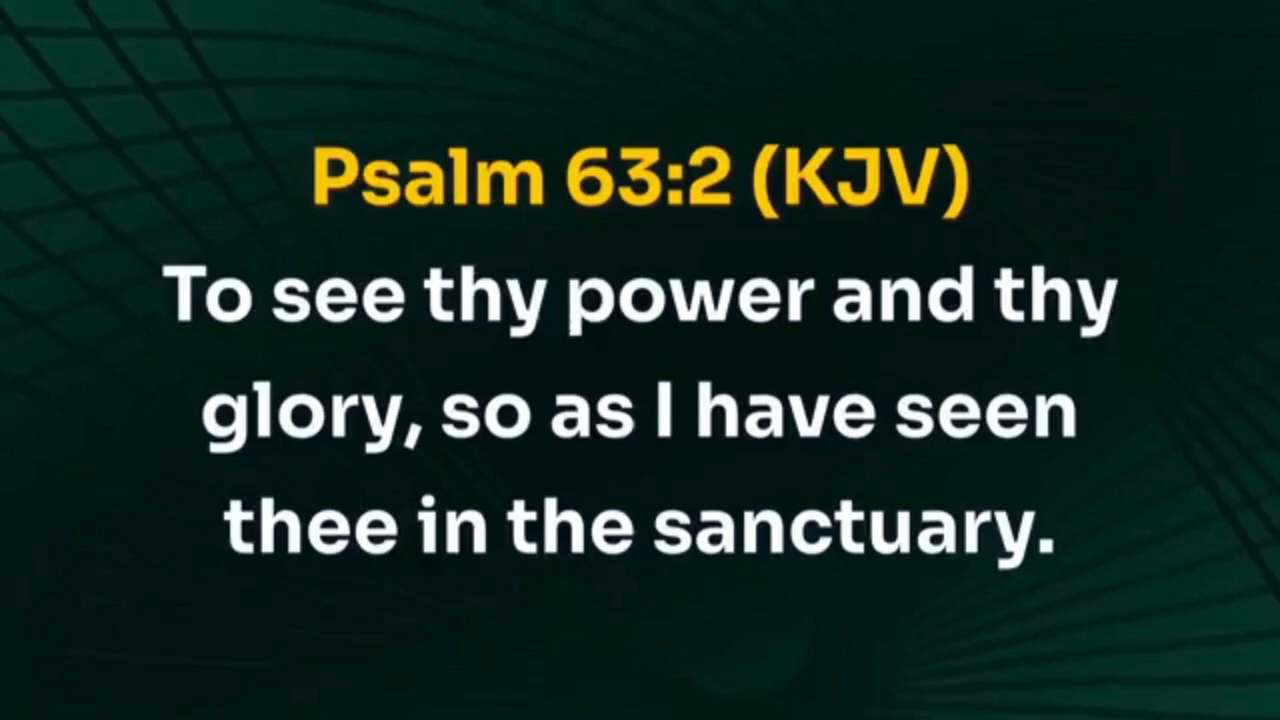 Psalm 63:2 (KJV)
To see thy power and thy
glory, so as I have seen
thee in the sanctuary.